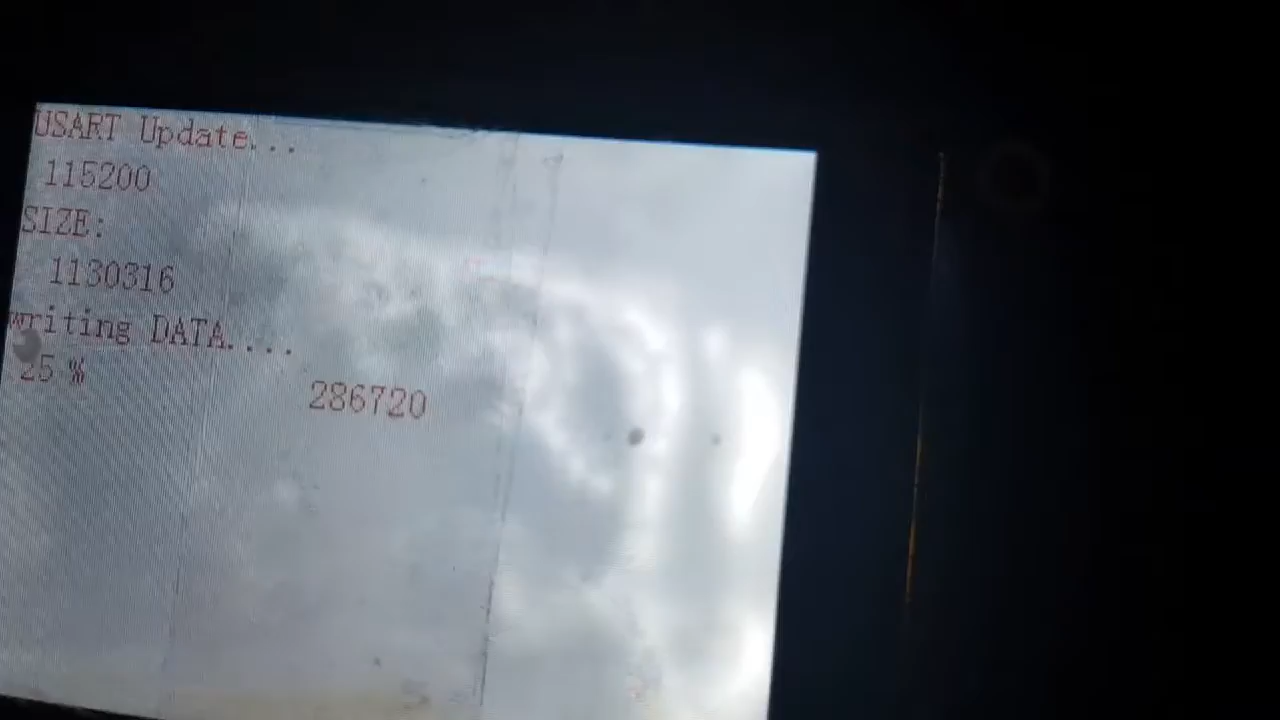 USART Update...
115200
SIZE:
1130316
writing DATA....
25 %
286720